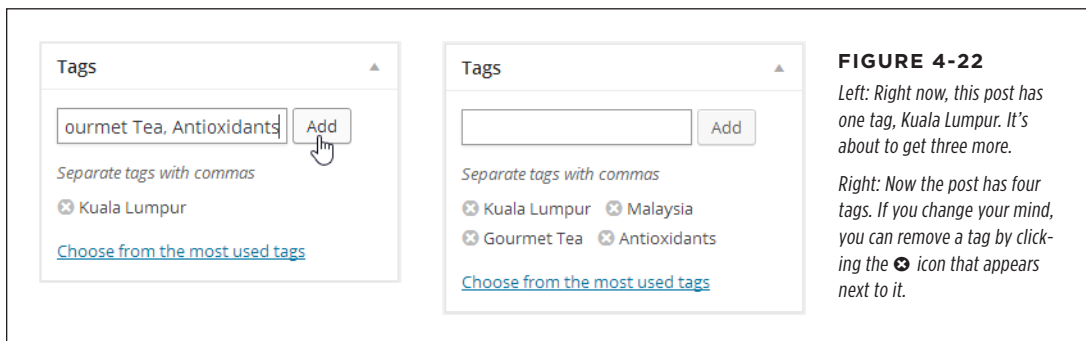 Tags
ourmet Tea, Antioxidants Add
Separate tags with commas
Kuala Lumpur
Choose from the most used tags
Tags
Add
Separate tags with commas
Kuala Lumpur Malaysia
Gourmet Tea Antioxidants
Choose from the most used tags
FIGURE 4-22
Left: Right now, this post has
one tag, Kuala Lumpur. It's
about to get three more.
Right: Now the post has four
tags. If you change your mind,
you can remove a tag by click-
ing the icon that appears
next to it.